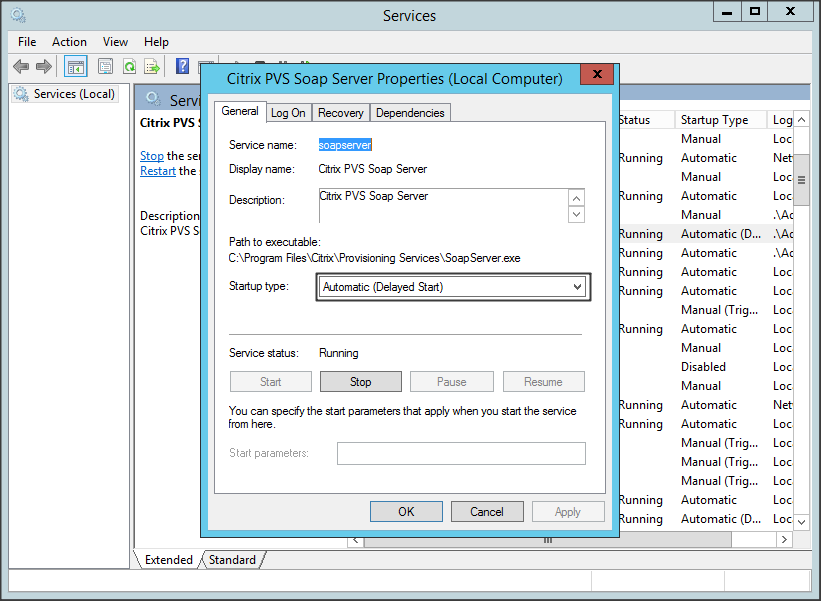 Services
File Action View Help
Services (Local)
Citrix PVS
Stop the
Restart the
Description
Citrix PVS
Citrix PVS Soap Server Properties (Local Computer)
General Log On Recovery Dependencies
Service name: soapserver
Display name: Citrix PVS Soap Server
Description: Citrix PVS Soap Server
Path to executable:
C:\Program Files\Citrix\Provisioning Services\SoapServer.exe
Startup type: Automatic (Delayed Start)
Service status: Running
Start Stop Pause Resume
You can specify the start parameters that apply when you start the service
from here.
Start parameters:
OK Cancel Apply
Status Startup Type Log
Manual Loc
Running Automatic Net
Manual Loc
Running Automatic Loc
Manual .\Ac
Running Automatic (D... .\Ac
Running Automatic .\Ac
Running Automatic Loc
Running Automatic Loc
Manual (Trig... Loc
Running Automatic Loc
Manual Loc
Disabled Loc
Manual Loc
Running Automatic Net
Running Automatic Loc
Manual (Trig... Loc
Manual (Trig... Loc
Manual (Trig... Loc
Running Automatic Loc
Running Automatic (D... Loc
Extended Standard